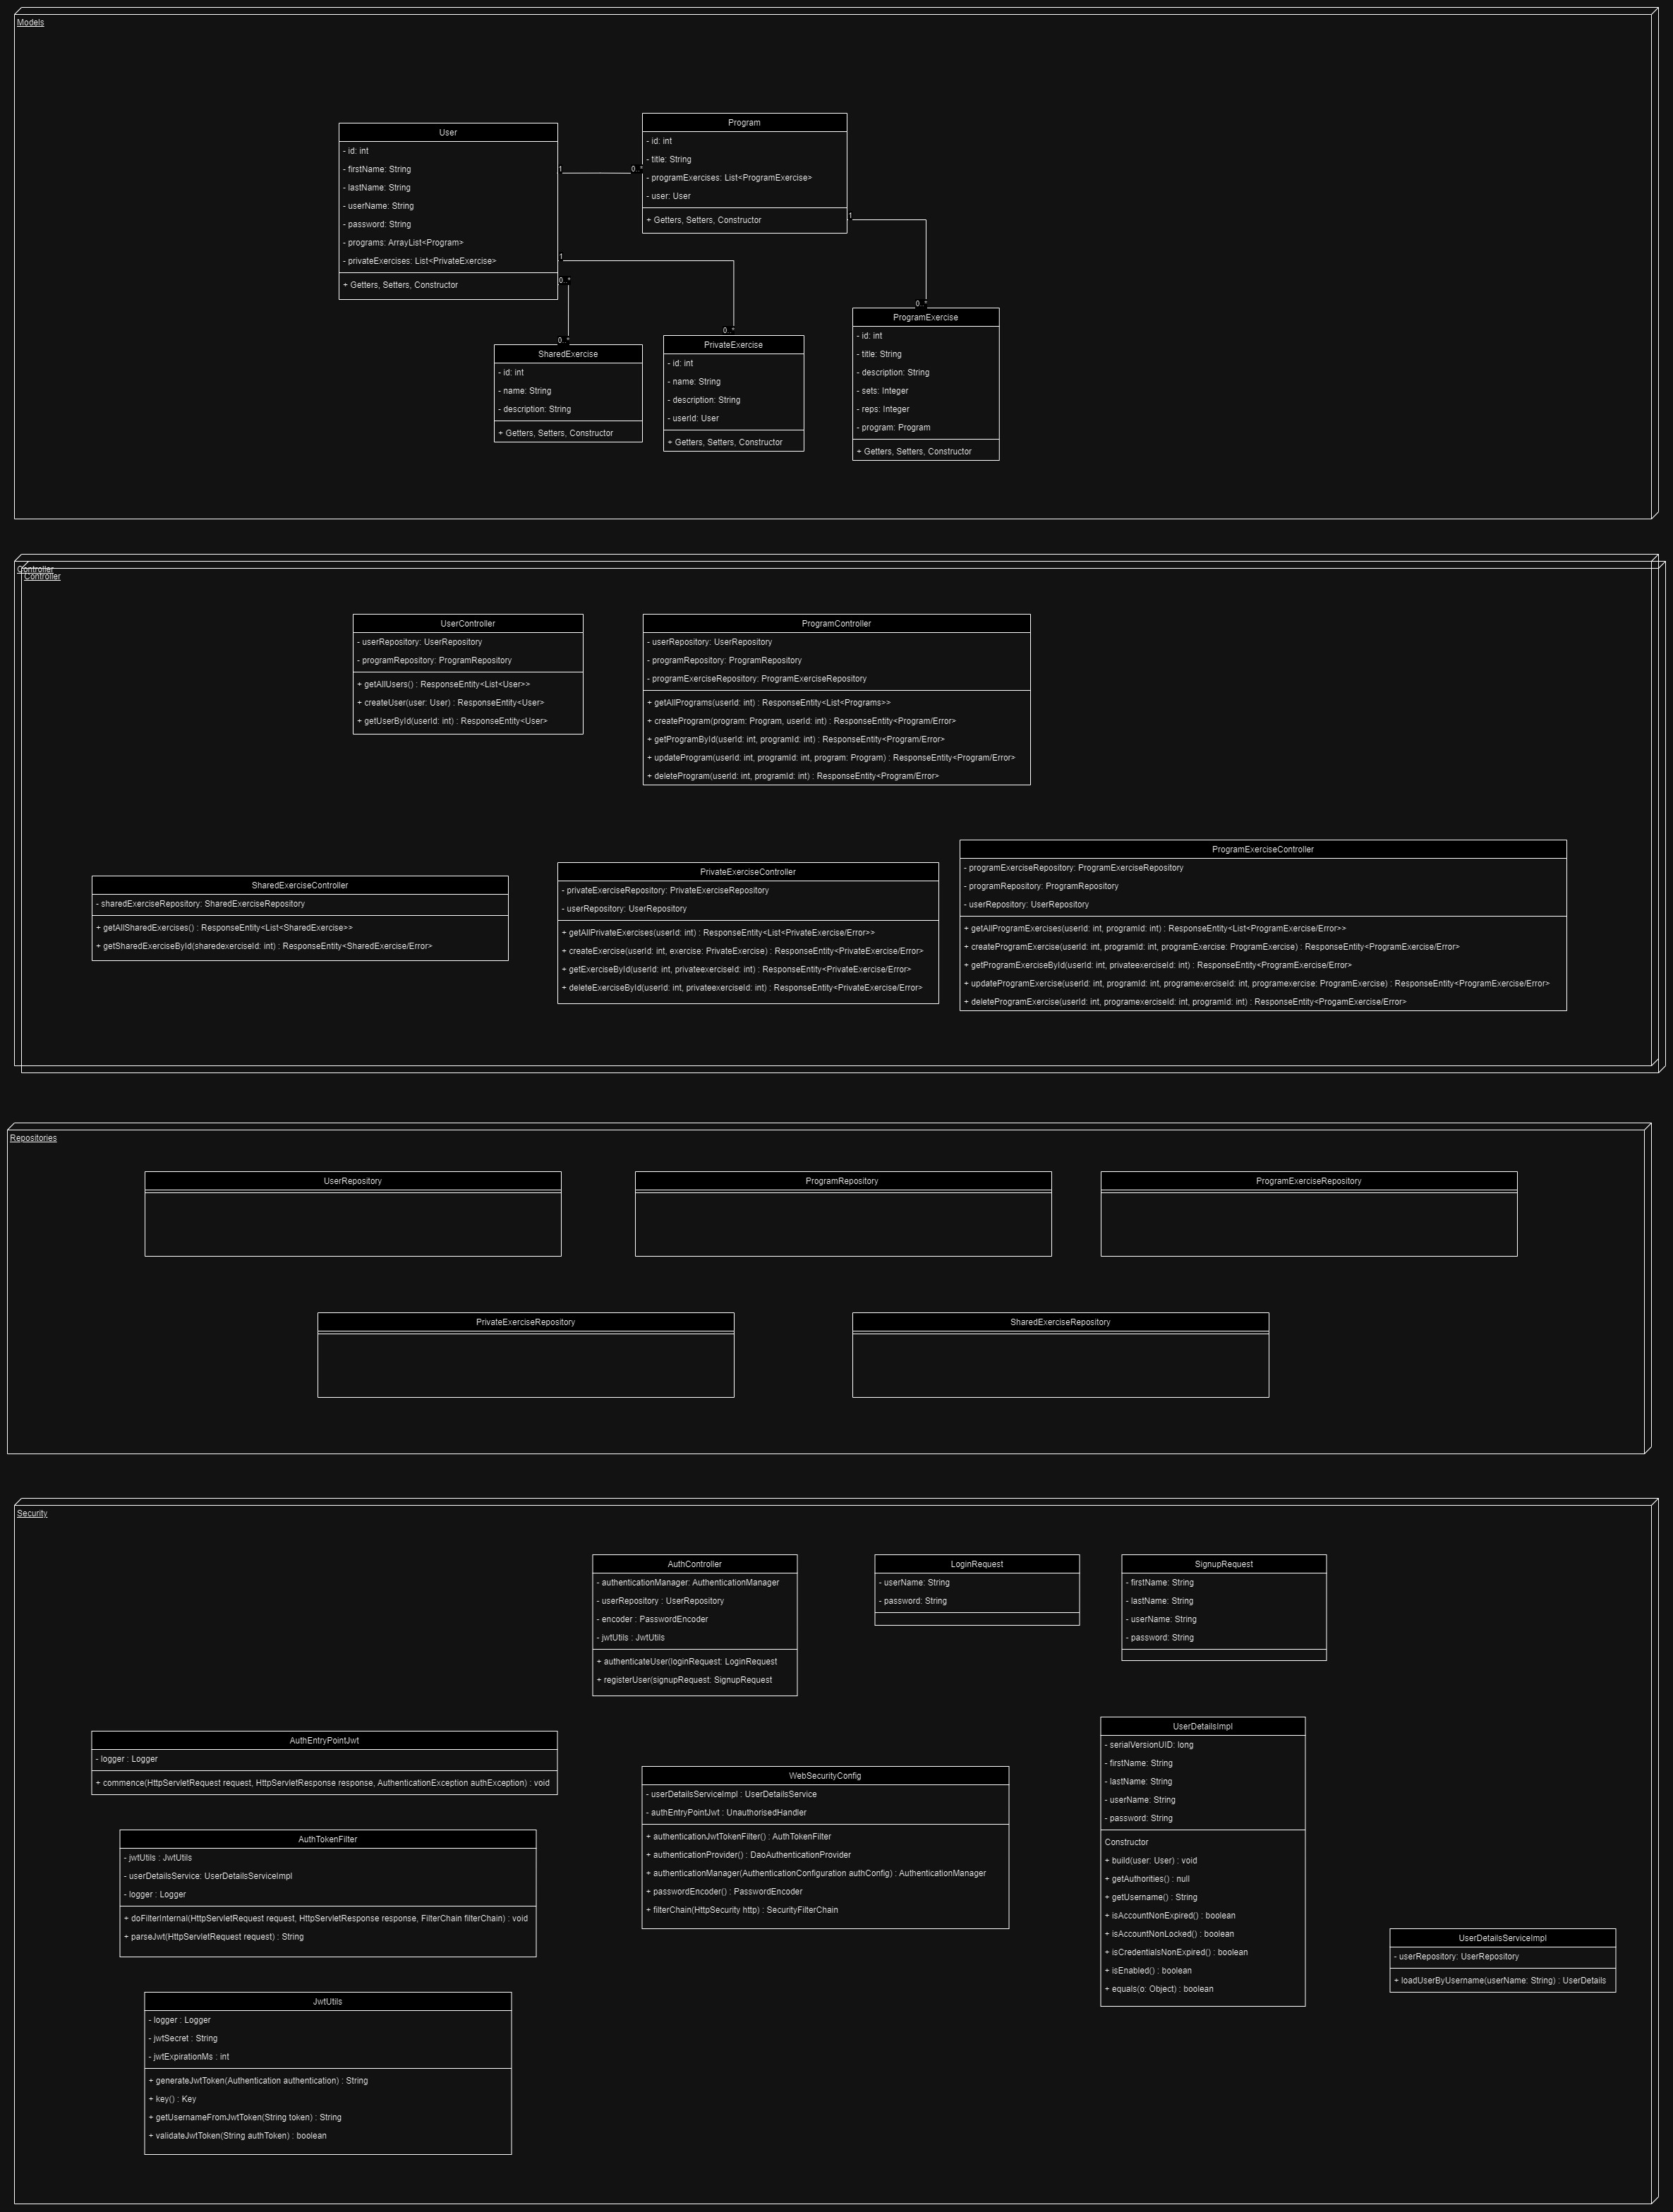 Models
User
- id: int
- firstName: String
- lastName: String
- userName: String
- password: String
- programs: ArrayList<Program>
- privateExercises: List<PrivateExercise>
+ Getters, Setters, Constructor
1
0..*
Program
- id: int
- title: String
- programExercises: List<ProgramExercise>
- user: User
+ Getters, Setters, Constructor
1
0..*
1
0..*
0..*
0..*
SharedExercise
- id: int
- name: String
- description: String
+ Getters, Setters, Constructor
PrivateExercise
- id: int
- name: String
- description: String
- userId: User
+ Getters, Setters, Constructor
ProgramExercise
- id: int
- title: String
- description: String
- sets: Integer
- reps: Integer
- program: Program
+ Getters, Setters, Constructor
Controller
Controller
UserController
- userRepository: UserRepository
- programRepository: ProgramRepository
+ getAllUsers() : ResponseEntity<List<User>>
+ createUser(user: User) : ResponseEntity<User>
+ getUserById(userId: int) : ResponseEntity<User>
ProgramController
- userRepository: UserRepository
- programRepository: ProgramRepository
- programExerciseRepository: ProgramExerciseRepository
+ getAllPrograms(userId: int) : ResponseEntity<List<Programs>>
+ createProgram(program: Program, userId: int) : ResponseEntity<Program/Error>
+ getProgramById(userId: int, programId: int) : ResponseEntity<Program/Error>
+ updateProgram(userId: int, programId: int, program: Program) : ResponseEntity<Program/Error>
+ deleteProgram(userId: int, programId: int) : ResponseEntity<Program/Error>
SharedExerciseController
- sharedExerciseRepository: SharedExerciseRepository
+ getAllSharedExercises() : ResponseEntity<List<SharedExercise>>
+ getSharedExerciseById(sharedexerciseId: int) : ResponseEntity<SharedExercise/Error>
PrivateExerciseController
- privateExerciseRepository: PrivateExerciseRepository
- userRepository: UserRepository
+ getAllPrivateExercises(userId: int) : ResponseEntity<List<PrivateExercise/Error>>
+ createExercise(userId: int, exercise: PrivateExercise) : ResponseEntity<PrivateExercise/Error>
+ getExerciseById(userId: int, privateexerciseId: int) : ResponseEntity<PrivateExercise/Error>
+ deleteExerciseById(userId: int, privateexerciseId: int) : ResponseEntity<PrivateExercise/Error>
ProgramExerciseController
- programExerciseRepository: ProgramExerciseRepository
- programRepository: ProgramRepository
- userRepository: UserRepository
+ getAllProgramExercises(userId: int, programId: int) : ResponseEntity<List<ProgramExercise/Error>>
+ createProgramExercise(userId: int, programId: int, programExercise: ProgramExercise) : ResponseEntity<ProgramExercise/Error>
+ getProgramExerciseById(userId: int, privateexerciseId: int) : ResponseEntity<ProgramExercise/Error>
+ updateProgramExercise(userId: int, programId: int, programexerciseId: int, programexercise: ProgramExercise) : ResponseEntity<ProgramExercise/Error>
+ deleteProgramExercise(userId: int, programexerciseId: int, programId: int) : ResponseEntity<ProgamExercise/Error>
Repositories
UserRepository
ProgramRepository
ProgramExerciseRepository
PrivateExerciseRepository
SharedExerciseRepository
Security
AuthController
- authenticationManager: AuthenticationManager
- userRepository : UserRepository
- encoder : PasswordEncoder
- jwtUtils : JwtUtils
+ authenticateUser(loginRequest: LoginRequest
+ registerUser(signupRequest: SignupRequest
LoginRequest
- userName: String
- password: String
SignupRequest
- firstName: String
- lastName: String
- userName: String
- password: String
AuthEntryPointJwt
- logger : Logger
+ commence(HttpServletRequest request, HttpServletResponse response, AuthenticationException authException) : void
AuthTokenFilter
- jwtUtils : JwtUtils
- userDetailsService: UserDetailsServiceImpl
- logger : Logger
+ doFilterInternal(HttpServletRequest request, HttpServletResponse response, FilterChain filterChain) : void
+ parseJwt(HttpServletRequest request) : String
JwtUtils
- logger : Logger
- jwtSecret : String
- jwtExpirationMs : int
+ generateJwtToken(Authentication authentication) : String
+ key() : Key
+ getUsernameFromJwtToken(String token) : String
+ validateJwtToken(String authToken) : boolean
WebSecurityConfig
- userDetailsServiceImpl : UserDetailsService
- authEntryPointJwt : UnauthorisedHandler
+ authenticationJwtTokenFilter() : AuthTokenFilter
+ authenticationProvider() : DaoAuthenticationProvider
+ authenticationManager(AuthenticationConfiguration authConfig) : AuthenticationManager
+ passwordEncoder() : PasswordEncoder
+ filterChain(HttpSecurity http) : SecurityFilterChain
UserDetailsImpl
- serialVersionUID: long
- firstName: String
- lastName: String
- userName: String
- password: String
Constructor
+ build(user: User) : void
+ getAuthorities() : null
+ getUsername() : String
+ isAccountNonExpired() : boolean
+ isAccountNonLocked() : boolean
+ isCredentialsNonExpired() : boolean
+ isEnabled() : boolean
+ equals(o: Object) : boolean
UserDetailsServiceImpl
- userRepository: UserRepository
+ loadUserByUsername(userName: String) : UserDetails